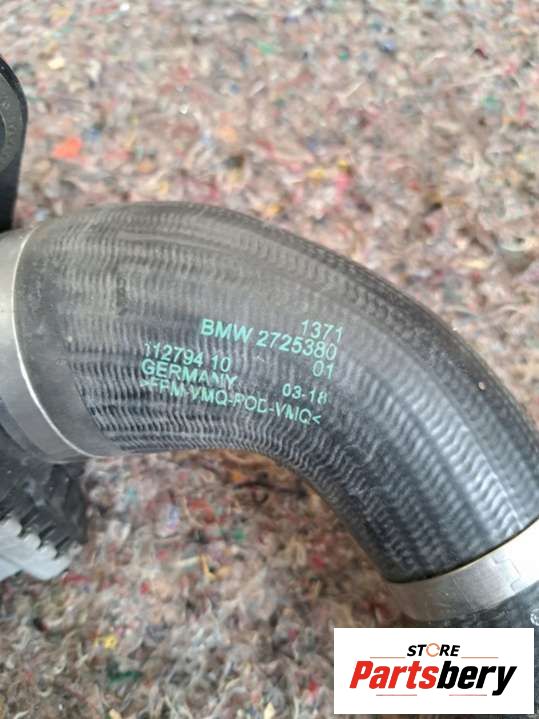 1371
BMW 2725380
11279410 01
GERMANY 03-18
>FPM-VMQ-POD-VMQ<
STORE
Partsbery